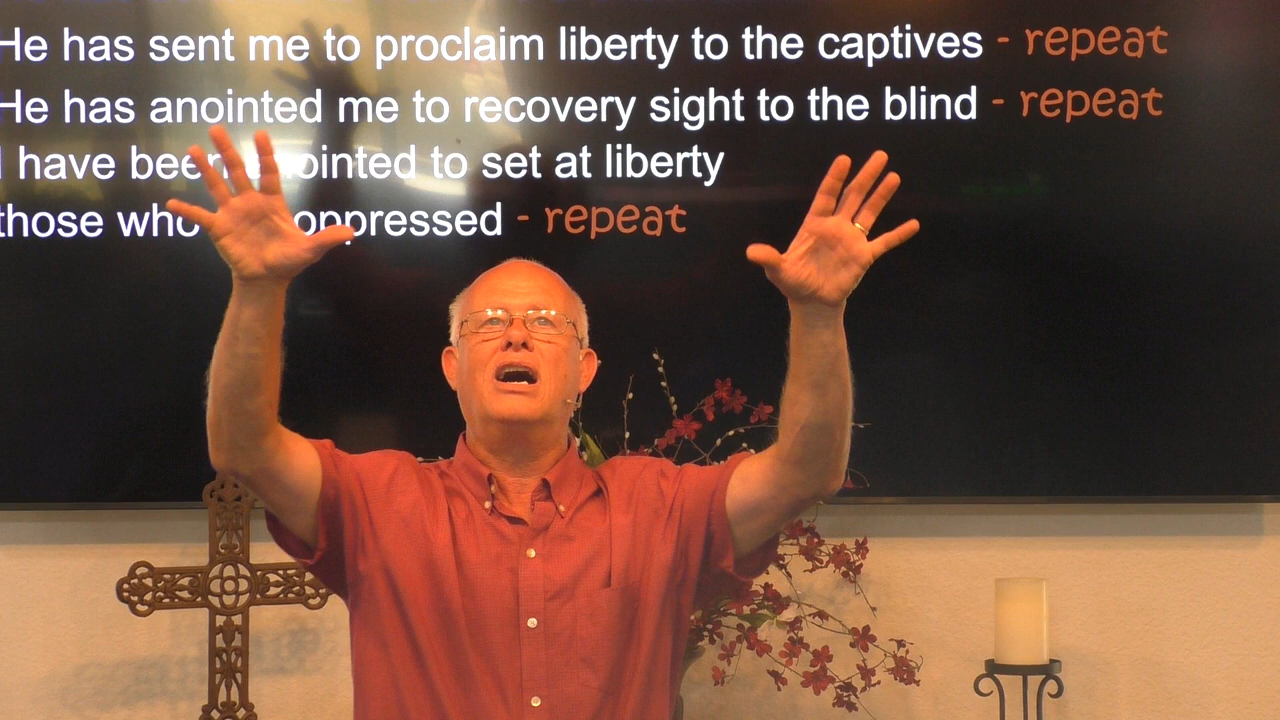 He has sent me to proclaim liberty to the captives - repeat
He has anointed me to recovery sight to the blind - repeat
I have been anointed to set at liberty
those who oppressed - repeat